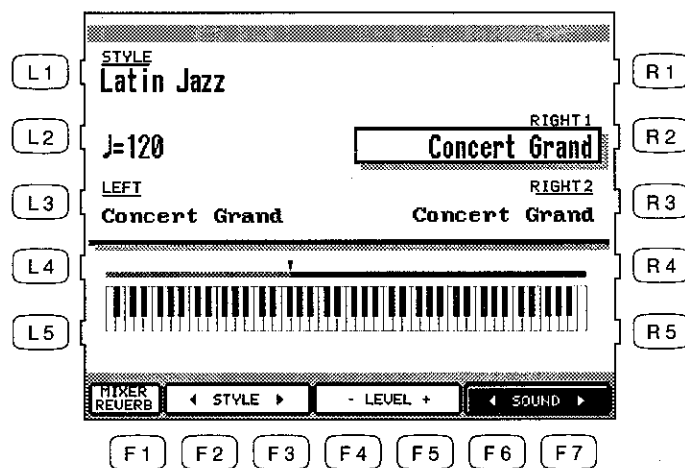 L1 STYLE R1
Latin Jazz
RIGHT1
L2 ♩=120 Concert Grand R2
LEFT RIGHT2
L3 Concert Grand Concert Grand R3
L4 R4
L5 R5
MIXER
REVERB ◀ STYLE ▶ - LEVEL + ◀ SOUND ▶
F1 F2 F3 F4 F5 F6 F7